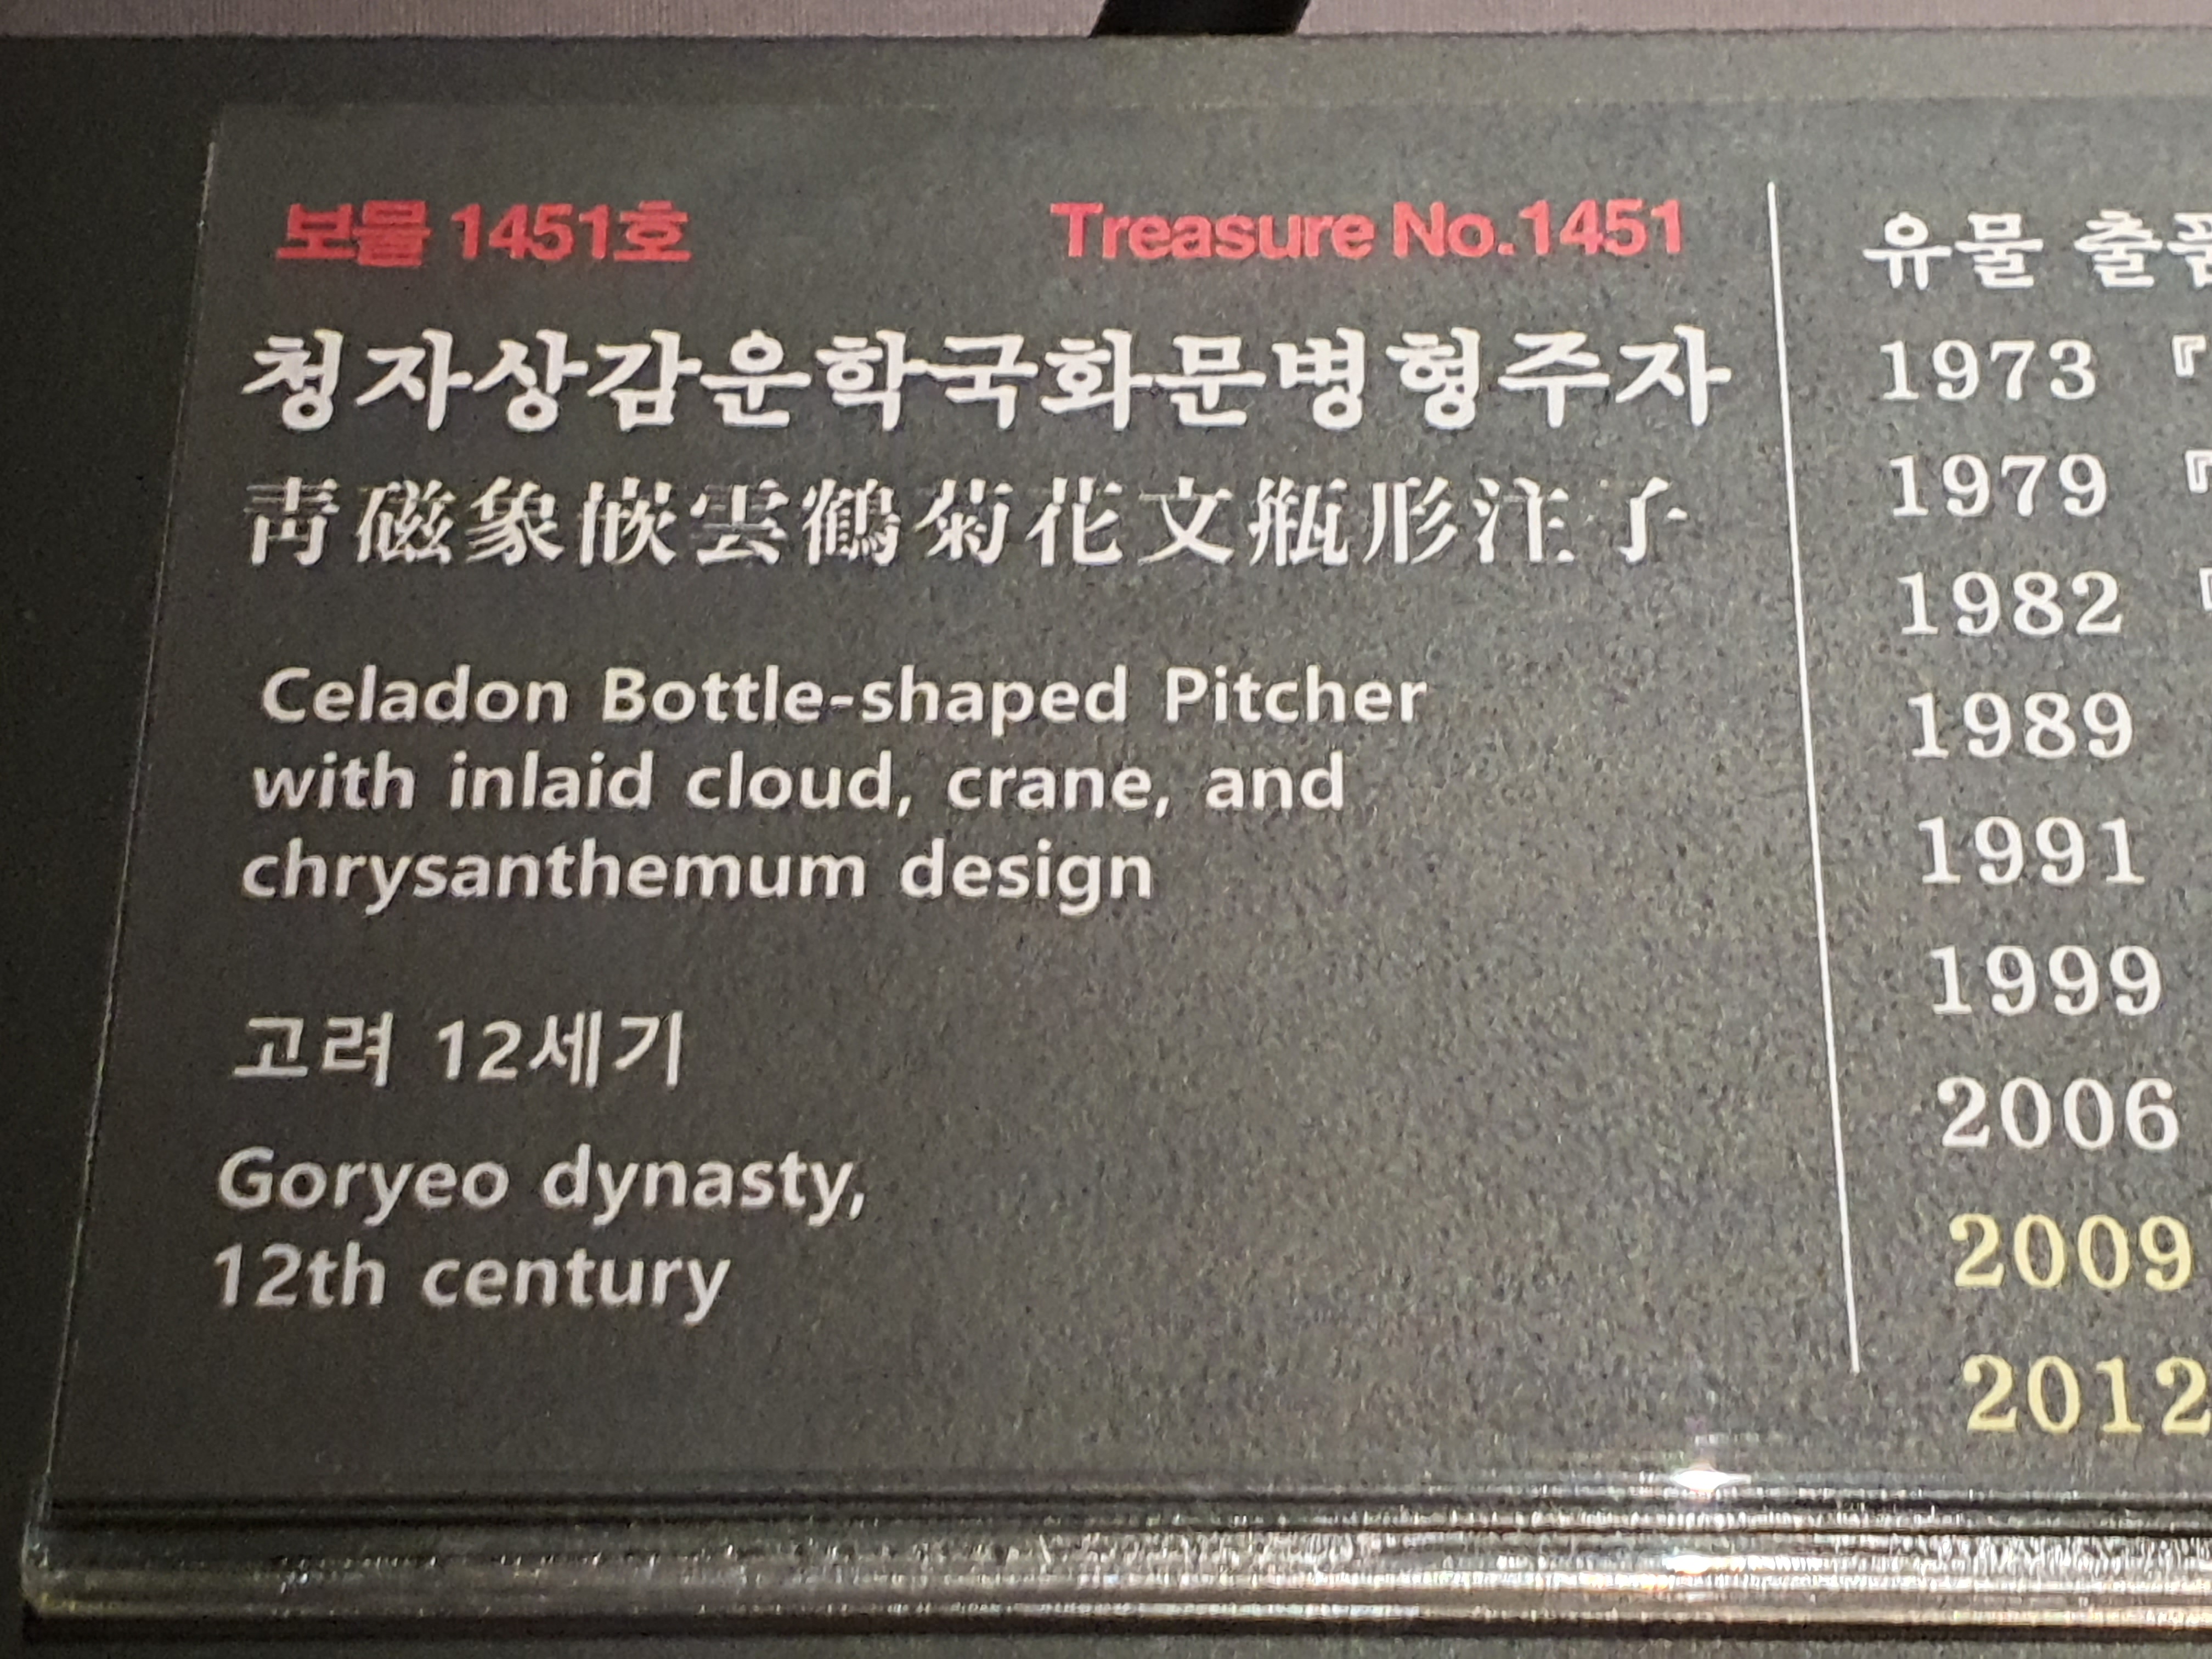 보물 1451호 Treasure No.1451
청자상감운학국화문병형주자
靑磁象嵌雲鶴菊花文甁形注子
Celadon Bottle-shaped Pitcher
with inlaid cloud, crane, and
chrysanthemum design
고려 12세기
Goryeo dynasty,
12th century
유물 출품
1973 『
1979 『
1982
1989
1991
1999
2006
2009
2012